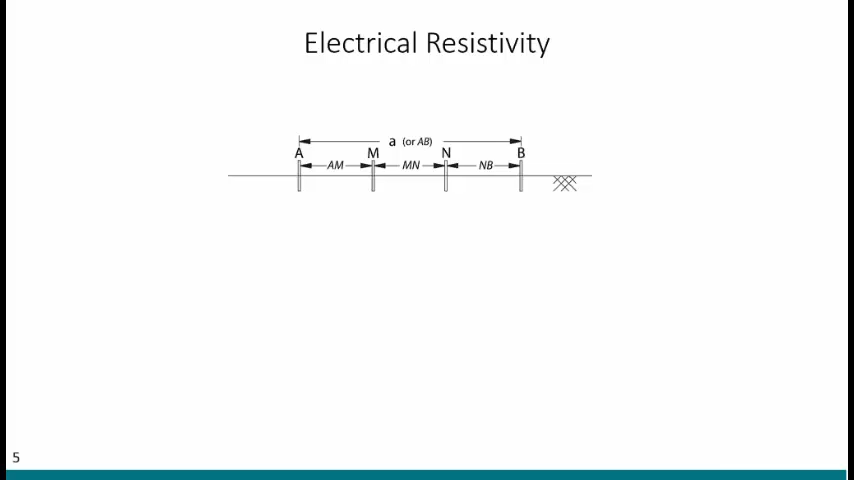 Electrical Resistivity
a (or AB)
A M N B
AM MN NB
5